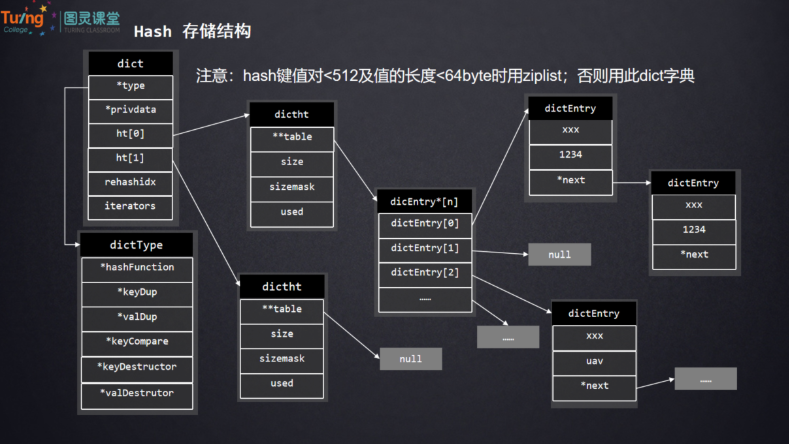 Turing
College
图灵课堂
TURING CLASSROOM
Hash 存储结构
注意：hash键值对<512及值的长度<64byte时用ziplist；否则用此dict字典
dict
*type
*privdata
ht[0]
ht[1]
rehashidx
iterators
dictType
*hashFunction
*keyDup
*valDup
*keyCompare
*keyDestructor
*valDestrutor
dictht
**table
size
sizemask
used
dictht
**table
size
sizemask
used
null
dicEntry*[n]
dictEntry[0]
dictEntry[1]
dictEntry[2]
……
dictEntry
xxx
1234
*next
dictEntry
xxx
1234
*next
null
……
dictEntry
xxx
uav
*next
……